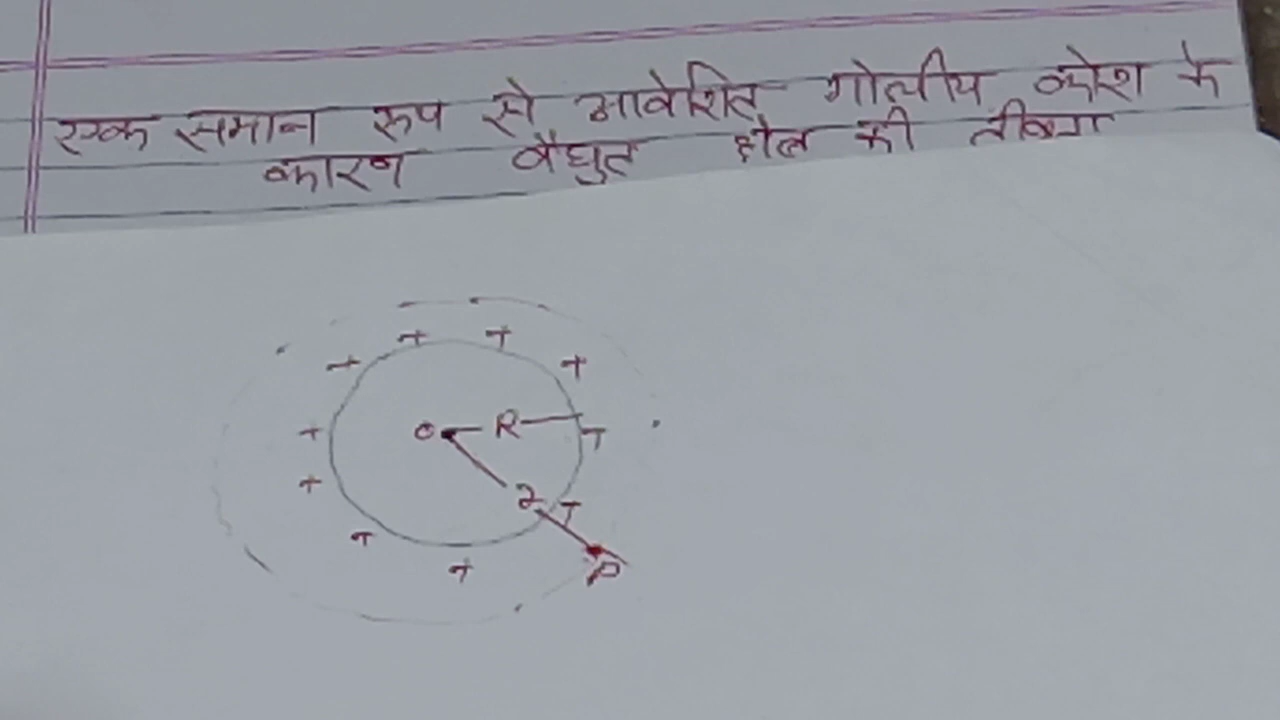 एक समान रूप से आवेशित गोलीय कोश के
कारण वैधुत क्षेत्र की तीव्रता
+ + + + + + + + + + +
O R
r
P